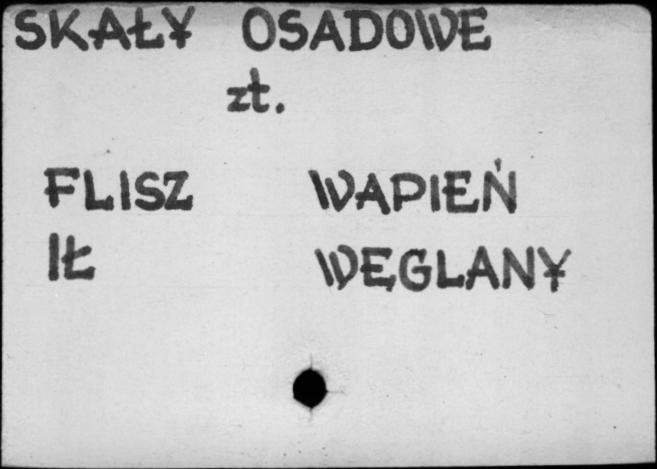 SKAŁY OSADOWE
zt.
FLISZ WAPIEŃ
IŁ WĘGLANY